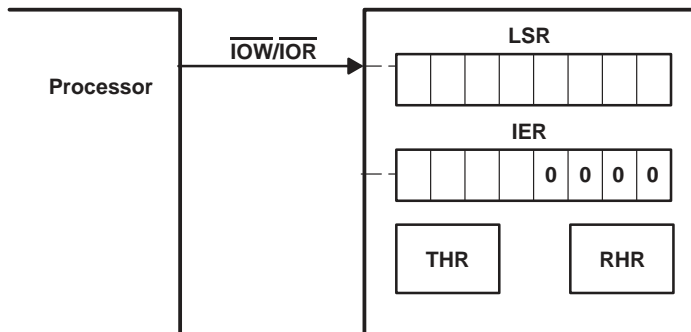 LSR
IOW/IOR
Processor
IER
0 0 0 0
THR RHR